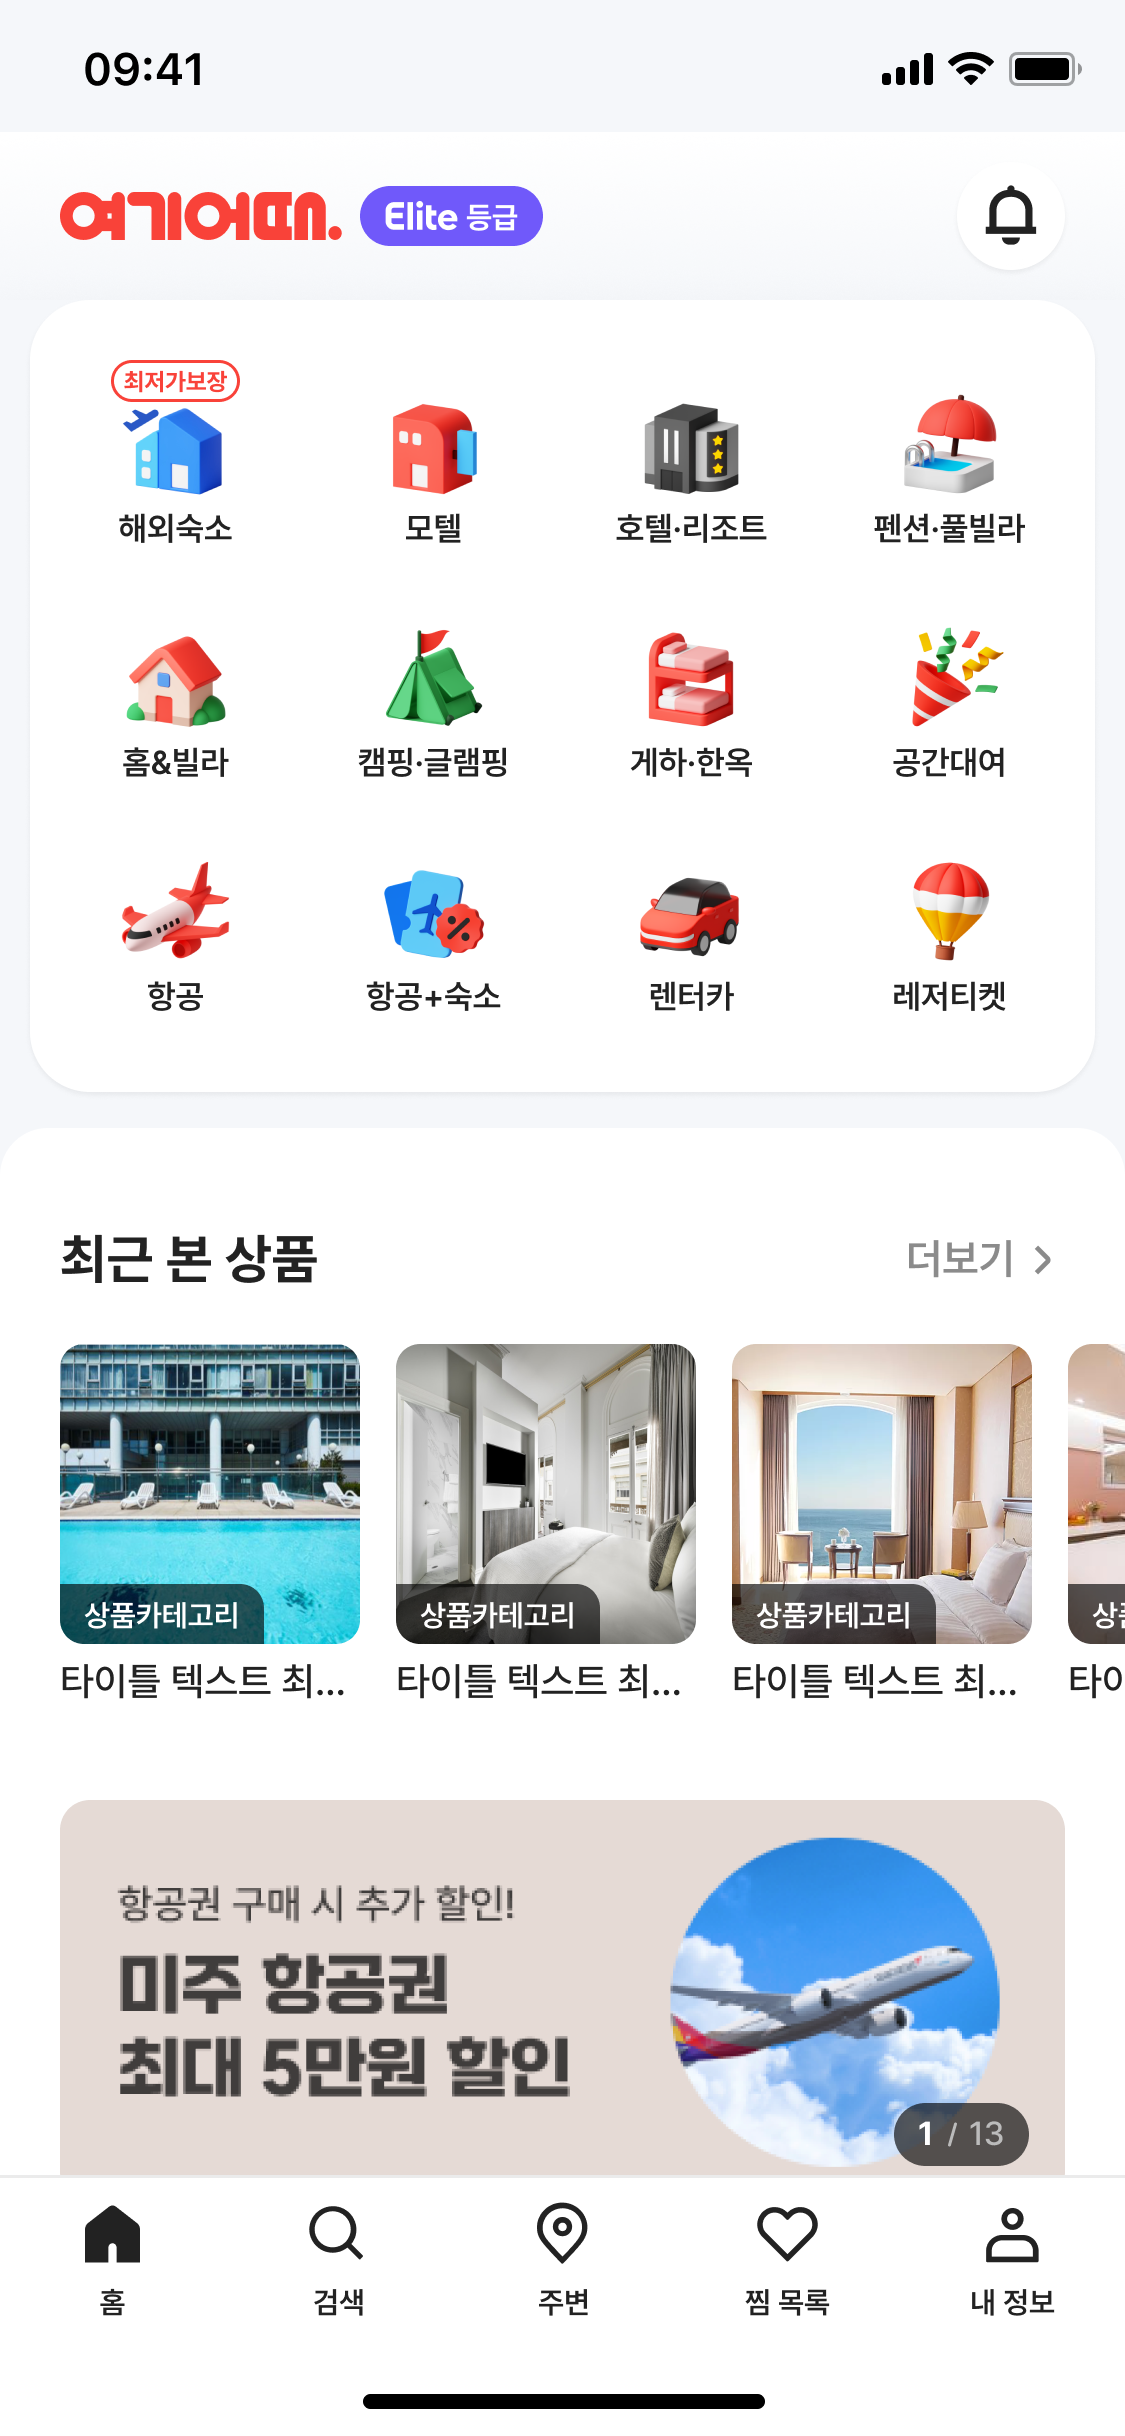 09:41
여기어때.
Elite 등급
최저가보장
해외숙소
모텔
호텔·리조트
펜션·풀빌라
홈&빌라
캠핑·글램핑
게하·한옥
공간대여
항공
항공+숙소
렌터카
레저티켓
최근 본 상품
더보기
상품카테고리
상품카테고리
상품카테고리
타이틀 텍스트 최...
타이틀 텍스트 최...
타이틀 텍스트 최...
항공권 구매 시 추가 할인!
미주 항공권
최대 5만원 할인
1 / 13
홈
검색
주변
찜 목록
내 정보